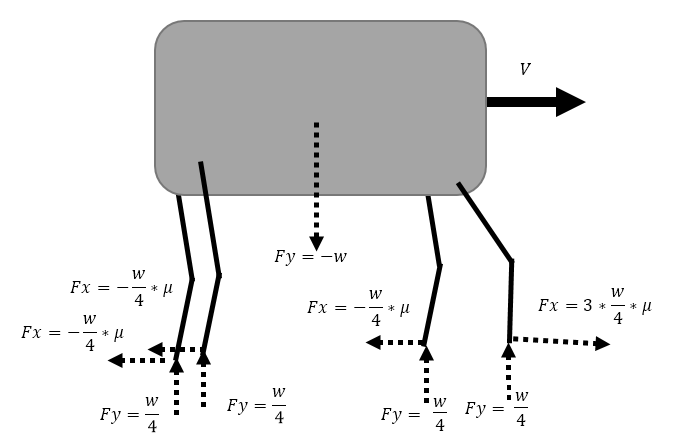 V
Fy = −w
Fx = −w/4 * μ
Fx = −w/4 * μ
Fx = −w/4 * μ
Fx = 3 * w/4 * μ
Fy = w/4
Fy = w/4
Fy = w/4
Fy = w/4